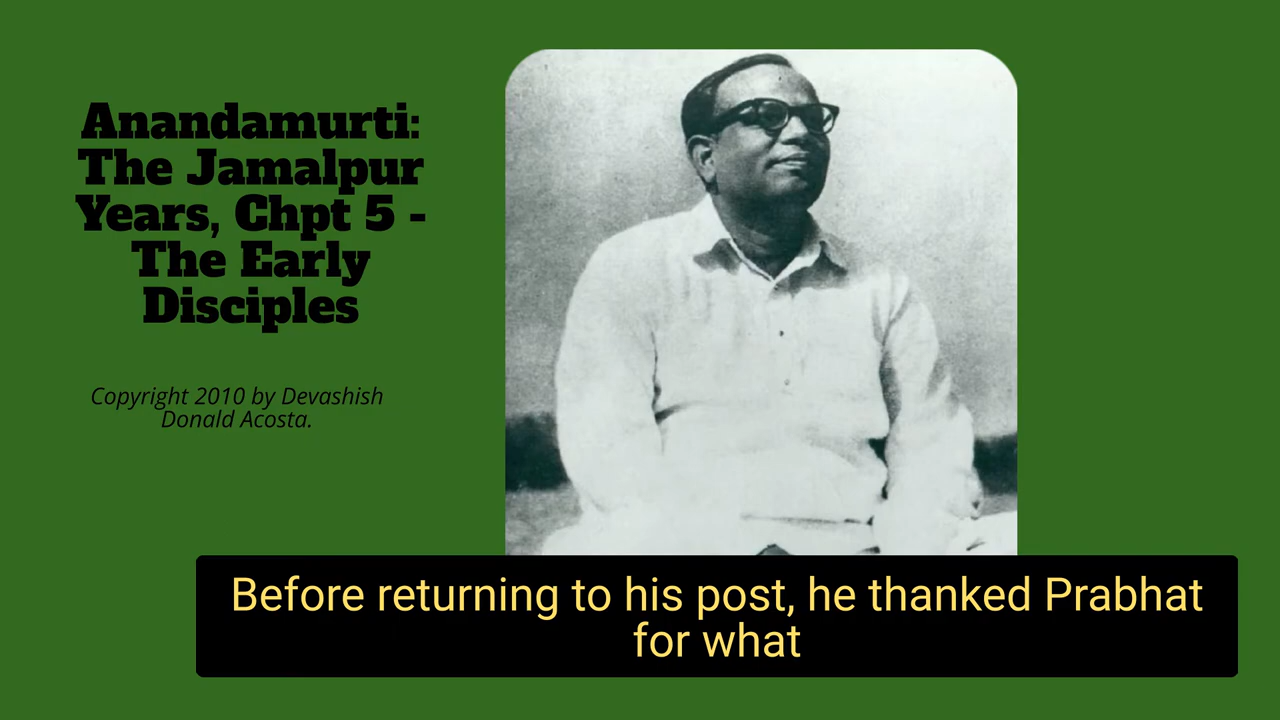 Anandamurti:
The Jamalpur
Years, Chpt 5 -
The Early
Disciples
Copyright 2010 by Devashish
Donald Acosta.
Before returning to his post, he thanked Prabhat
for what